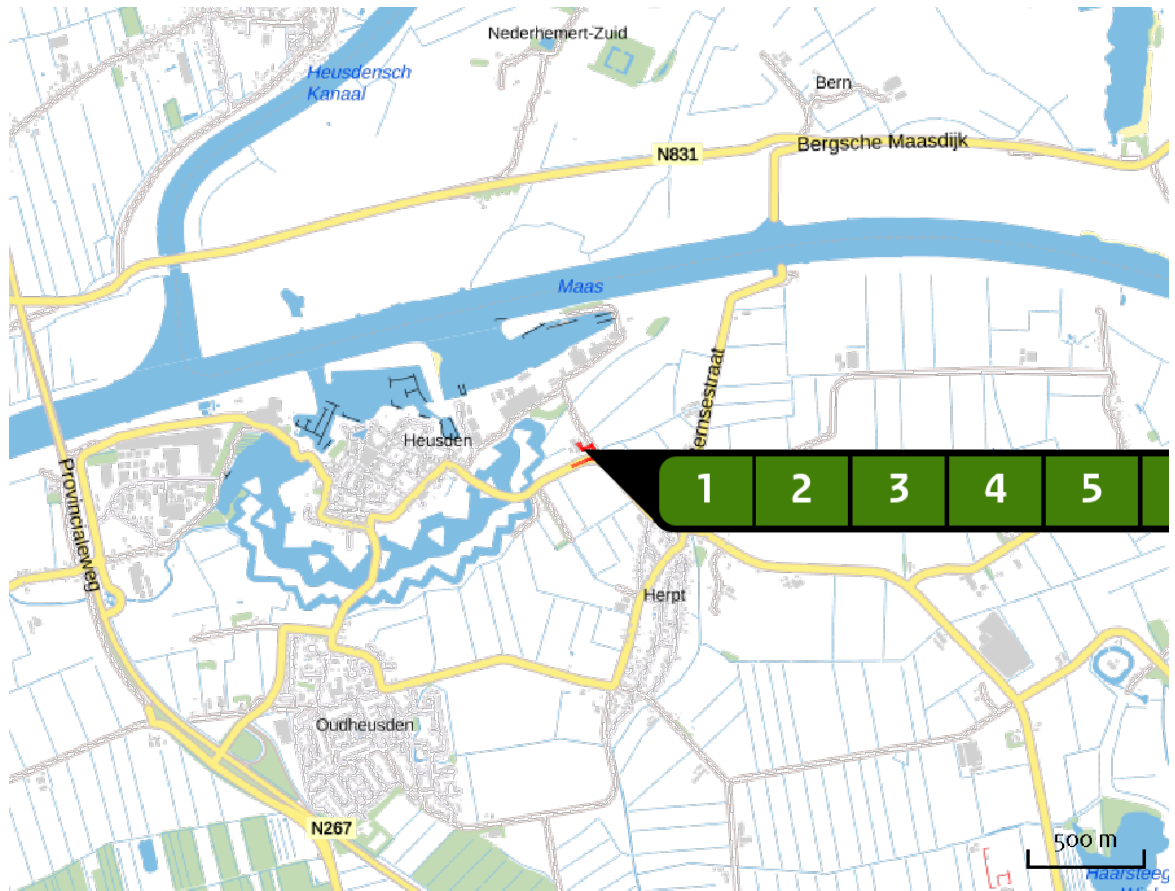 Nederhemert-Zuid
Heusdensch
Kanaal
Bern
Bergsche Maasdijk
N831
Maas
Heusden
1 2 3 4 5
Provincialeweg
Herpt
Oudheusden
N267
500 m
Haarsteeg